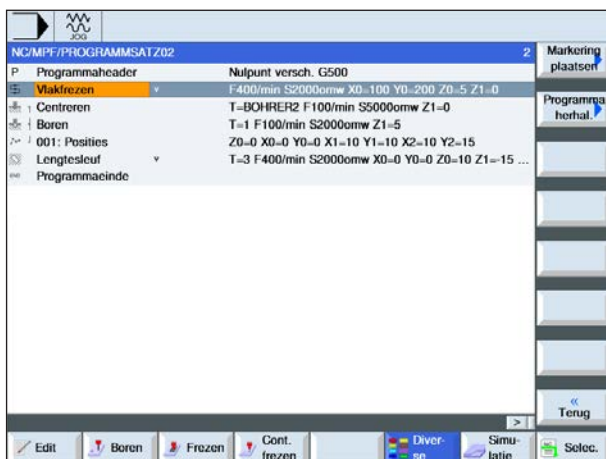 JOG
NC/MPF/PROGRAMMSATZ02 2
P Programmaheader Nulpunt versch. G500
Vlakfrezen v F400/min S2000omw X0=100 Y0=200 Z0=5 Z1=0
Centreren T=BOHRER2 F100/min S5000omw Z1=0
Boren T=1 F100/min S2000omw Z1=5
001: Posities Z0=0 X0=0 Y0=0 X1=10 Y1=10 X2=10 Y2=15
Lengtesleuf v T=3 F400/min S2000omw X0=0 Y0=0 Z0=10 Z1=-15 ...
END Programmaeinde
Markering
plaatsen
Programma
herhal.
«
Terug
>
Edit
Boren
Frezen
Cont.
frezen
Diver-
se
Simu-
latie
Selec.